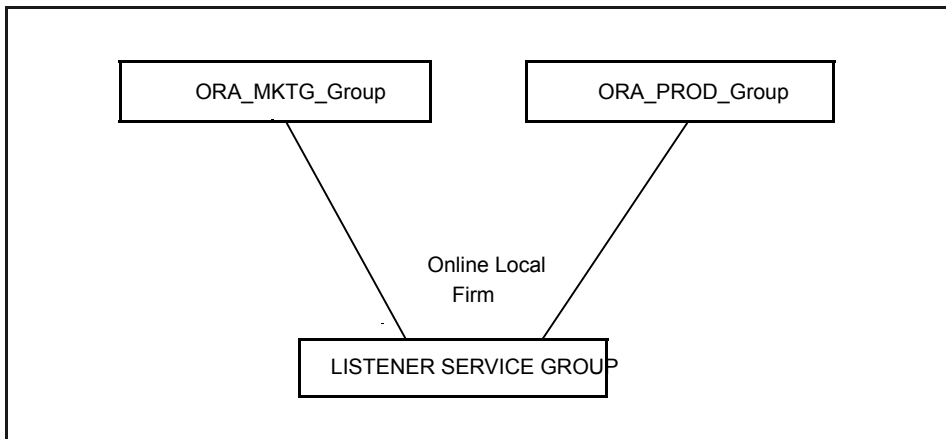 ORA_MKTG_Group
ORA_PROD_Group
Online Local
Firm
LISTENER SERVICE GROUP